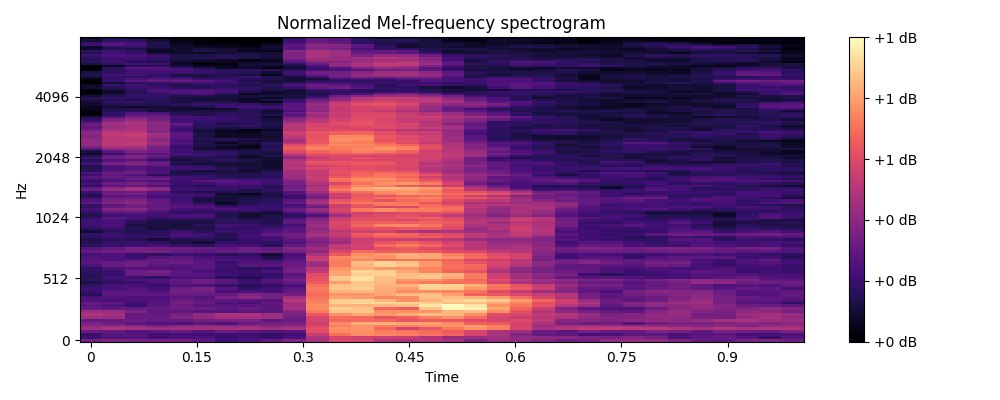 Normalized Mel-frequency spectrogram
Hz
4096
2048
1024
512
0
0 0.15 0.3 0.45 0.6 0.75 0.9
Time
+1 dB
+1 dB
+1 dB
+0 dB
+0 dB
+0 dB